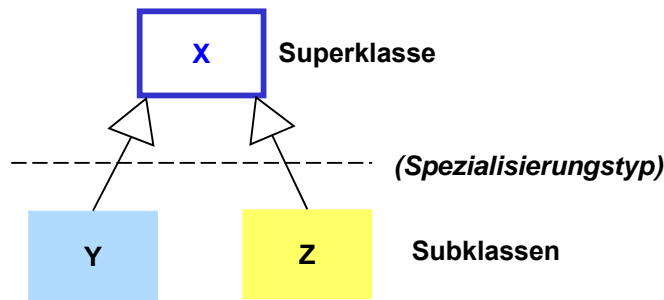 X
Superklasse
(Spezialisierungstyp)
Y
Z
Subklassen